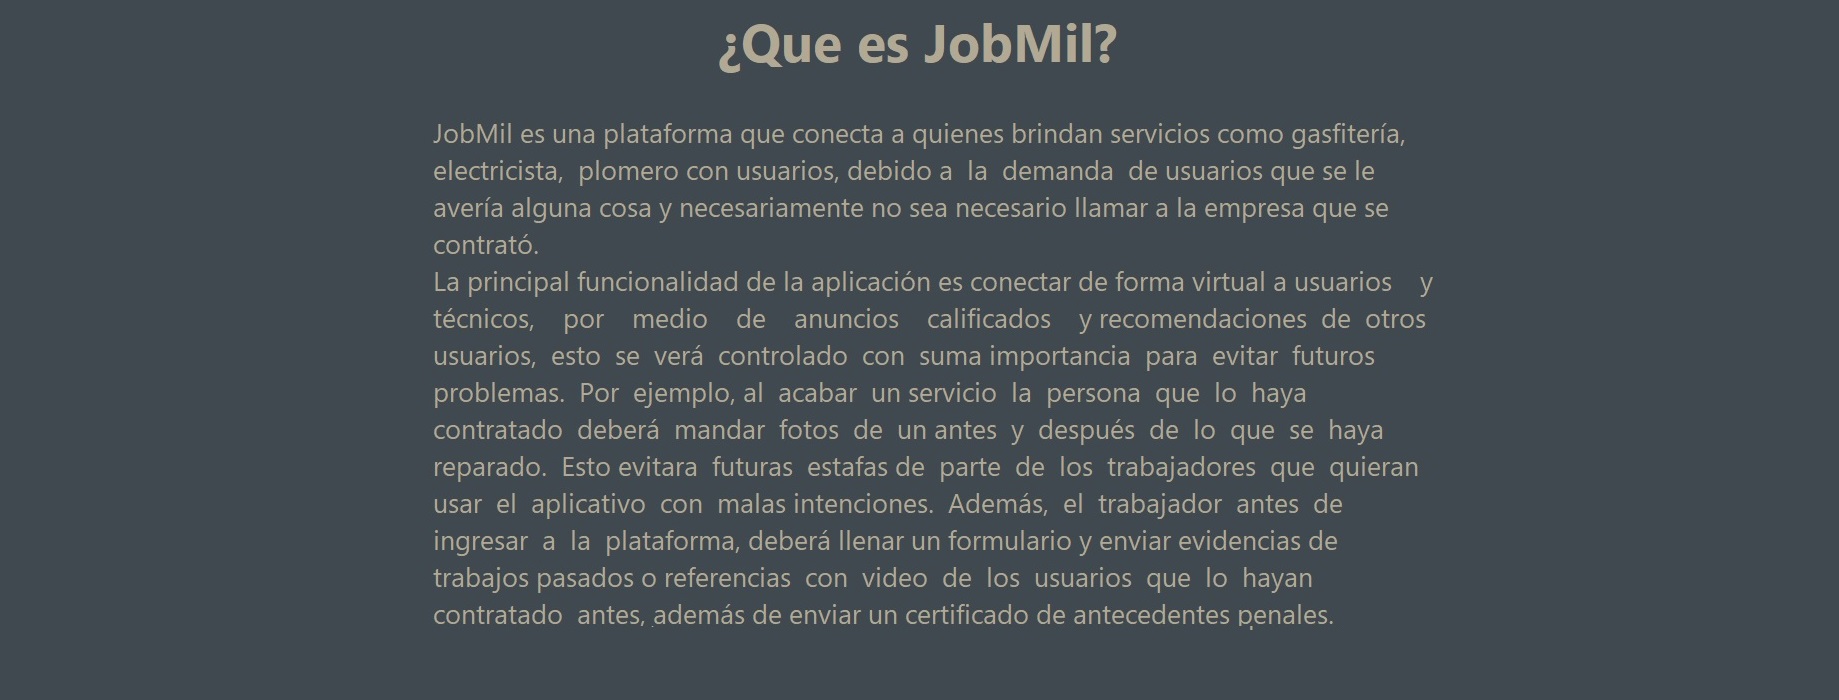 ¿Que es JobMil?
JobMil es una plataforma que conecta a quienes brindan servicios como gasfitería,
electricista, plomero con usuarios, debido a la demanda de usuarios que se le
avería alguna cosa y necesariamente no sea necesario llamar a la empresa que se
contrató.
La principal funcionalidad de la aplicación es conectar de forma virtual a usuarios y
técnicos, por medio de anuncios calificados y recomendaciones de otros
usuarios, esto se verá controlado con suma importancia para evitar futuros
problemas. Por ejemplo, al acabar un servicio la persona que lo haya
contratado deberá mandar fotos de un antes y después de lo que se haya
reparado. Esto evitara futuras estafas de parte de los trabajadores que quieran
usar el aplicativo con malas intenciones. Además, el trabajador antes de
ingresar a la plataforma, deberá llenar un formulario y enviar evidencias de
trabajos pasados o referencias con video de los usuarios que lo hayan
contratado antes, además de enviar un certificado de antecedentes penales.